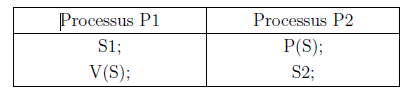 Processus P1 Processus P2
S1; P(S);
V(S); S2;